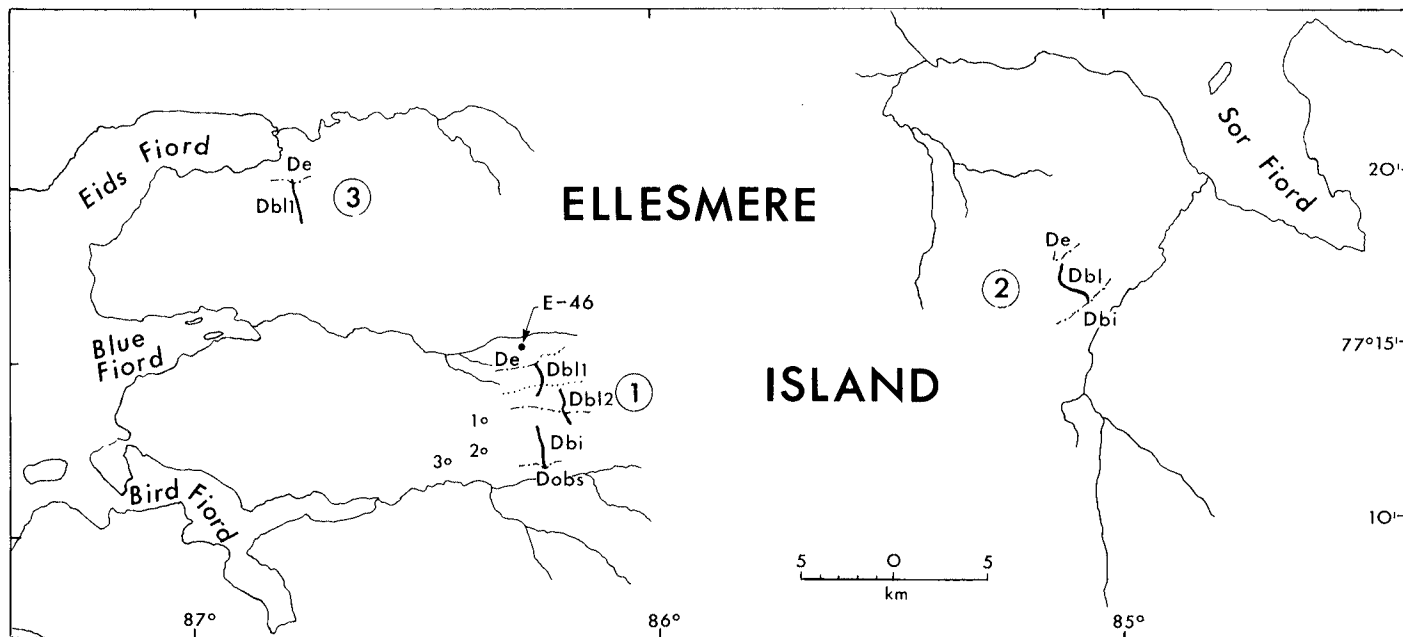 Eids Fiord
De
Dbl1
3
ELLESMERE
Sor Fiord
20'
De
Dbl
2
Dbi
E-46
Blue
Fiord
De
Dbl1
1
ISLAND
77°15'
Dbl2
1o
Dbi
2o
3o
Dobs
Bird Fiord
10'
5 O 5
km
87°
86°
85°